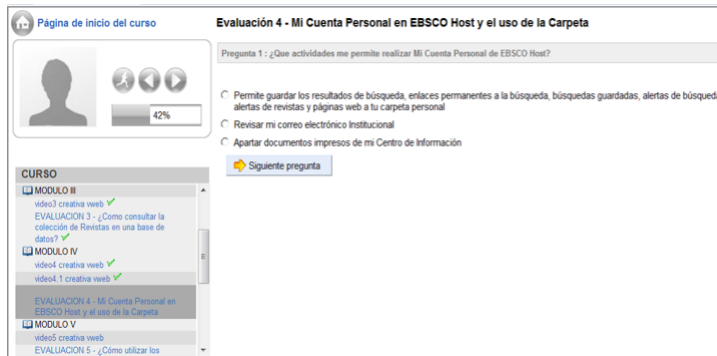 Página de inicio del curso
Evaluación 4 - Mi Cuenta Personal en EBSCO Host y el uso de la Carpeta
Pregunta 1 : ¿Que actividades me permite realizar Mi Cuenta Personal de EBSCO Host?
42%
Permite guardar los resultados de búsqueda, enlaces permanentes a la búsqueda, búsquedas guardadas, alertas de búsqued
alertas de revistas y páginas web a tu carpeta personal
Revisar mi correo electrónico Institucional
Apartar documentos impresos de mi Centro de Información
Siguiente pregunta
CURSO
MODULO III
video3 creativa vweb
EVALUACION 3 - ¿Como consultar la
colección de Revistas en una base de
datos?
MODULO IV
video4 creativa vweb
video4.1 creativa vweb
EVALUACION 4 - Mi Cuenta Personal en
EBSCO Host y el uso de la Carpeta
MODULO V
video5 creativa vweb
EVALUACION 5 - ¿Cómo utilizar los